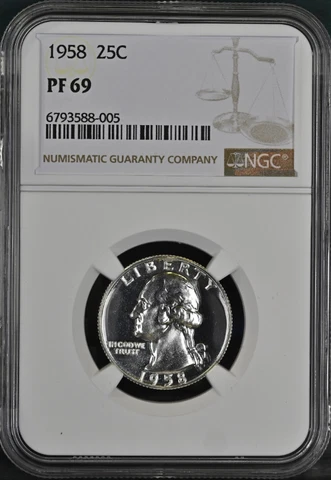 1958 25C
PF 69
6793588-005
NUMISMATIC GUARANTY COMPANY
NGC
LIBERTY
IN GOD WE
TRUST
1958